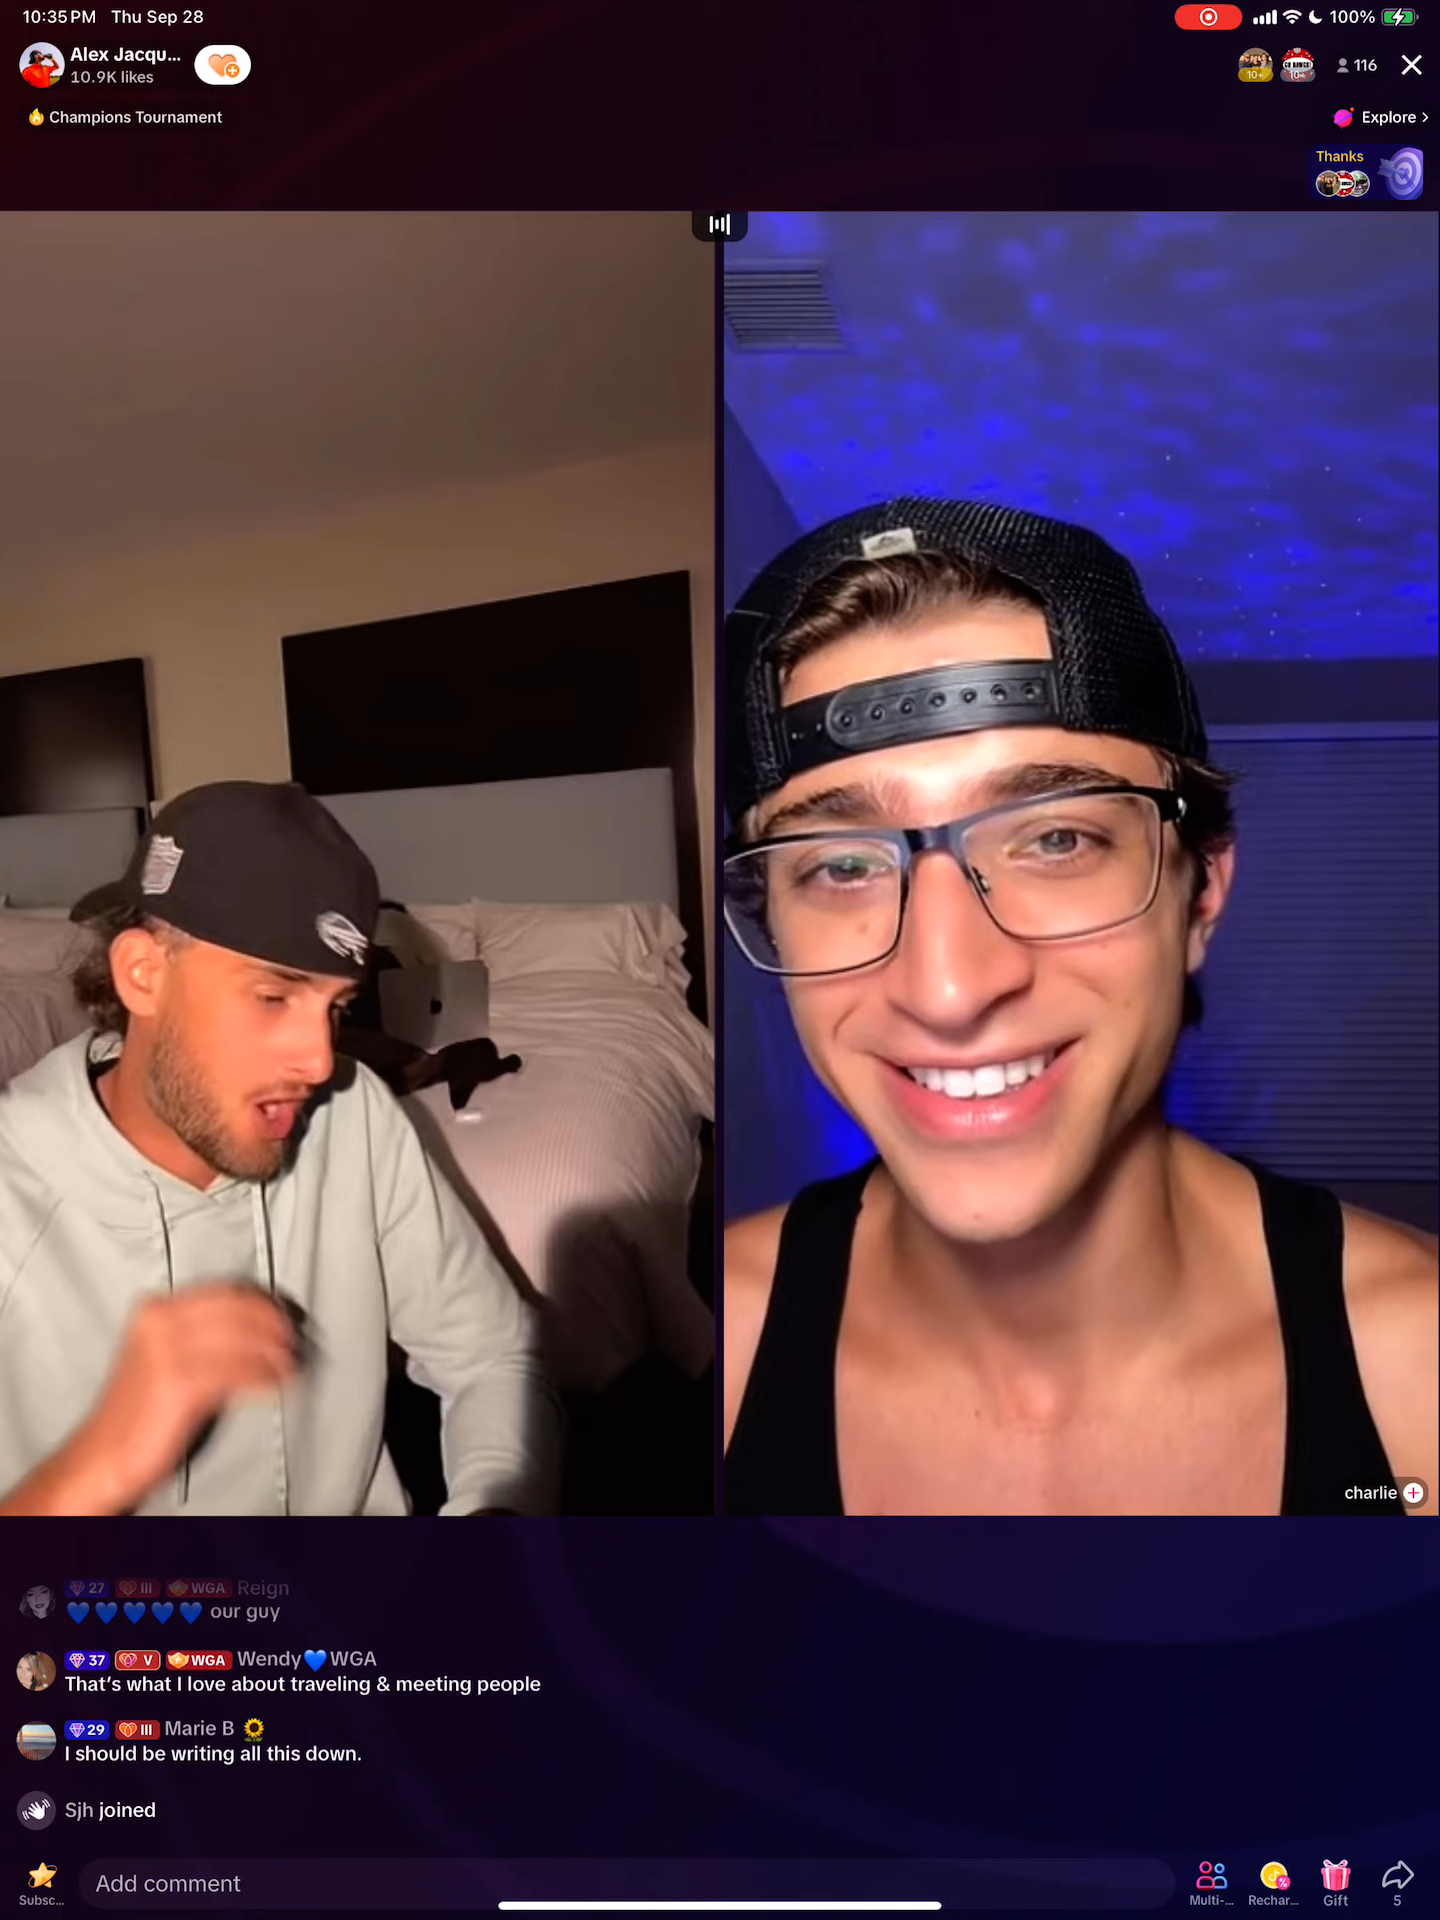 10:35 PM Thu Sep 28
100%
Alex Jacqu...
10.9K likes
10+
116
Champions Tournament
Explore >
Thanks
charlie
27 III WGA Reign
our guy
37 V WGA Wendy💙WGA
That's what I love about traveling & meeting people
29 III Marie B 🌻
I should be writing all this down.
Sjh joined
Add comment
Subsc...
Multi-...
Rechar...
Gift
5